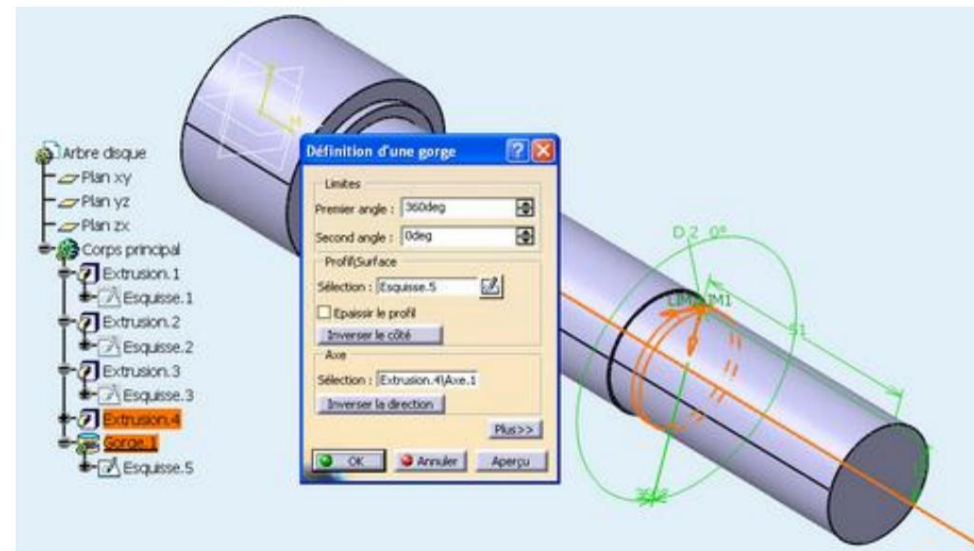 Arbre disque
Plan xy
Plan yz
Plan zx
Corps principal
Extrusion.1
Esquisse.1
Extrusion.2
Esquisse.2
Extrusion.3
Esquisse.3
Extrusion.4
Gorge.1
Esquisse.5
Définition d'une gorge
Limites
Premier angle : 360deg
Second angle : 0deg
Profil\Surface
Sélection : Esquisse.5
Epaissir le profil
Inverser le côté
Axe
Sélection : Extrusion.4\Axe.1
Inverser la direction
Plus>>
OK Annuler Aperçu
D 2 0°
51